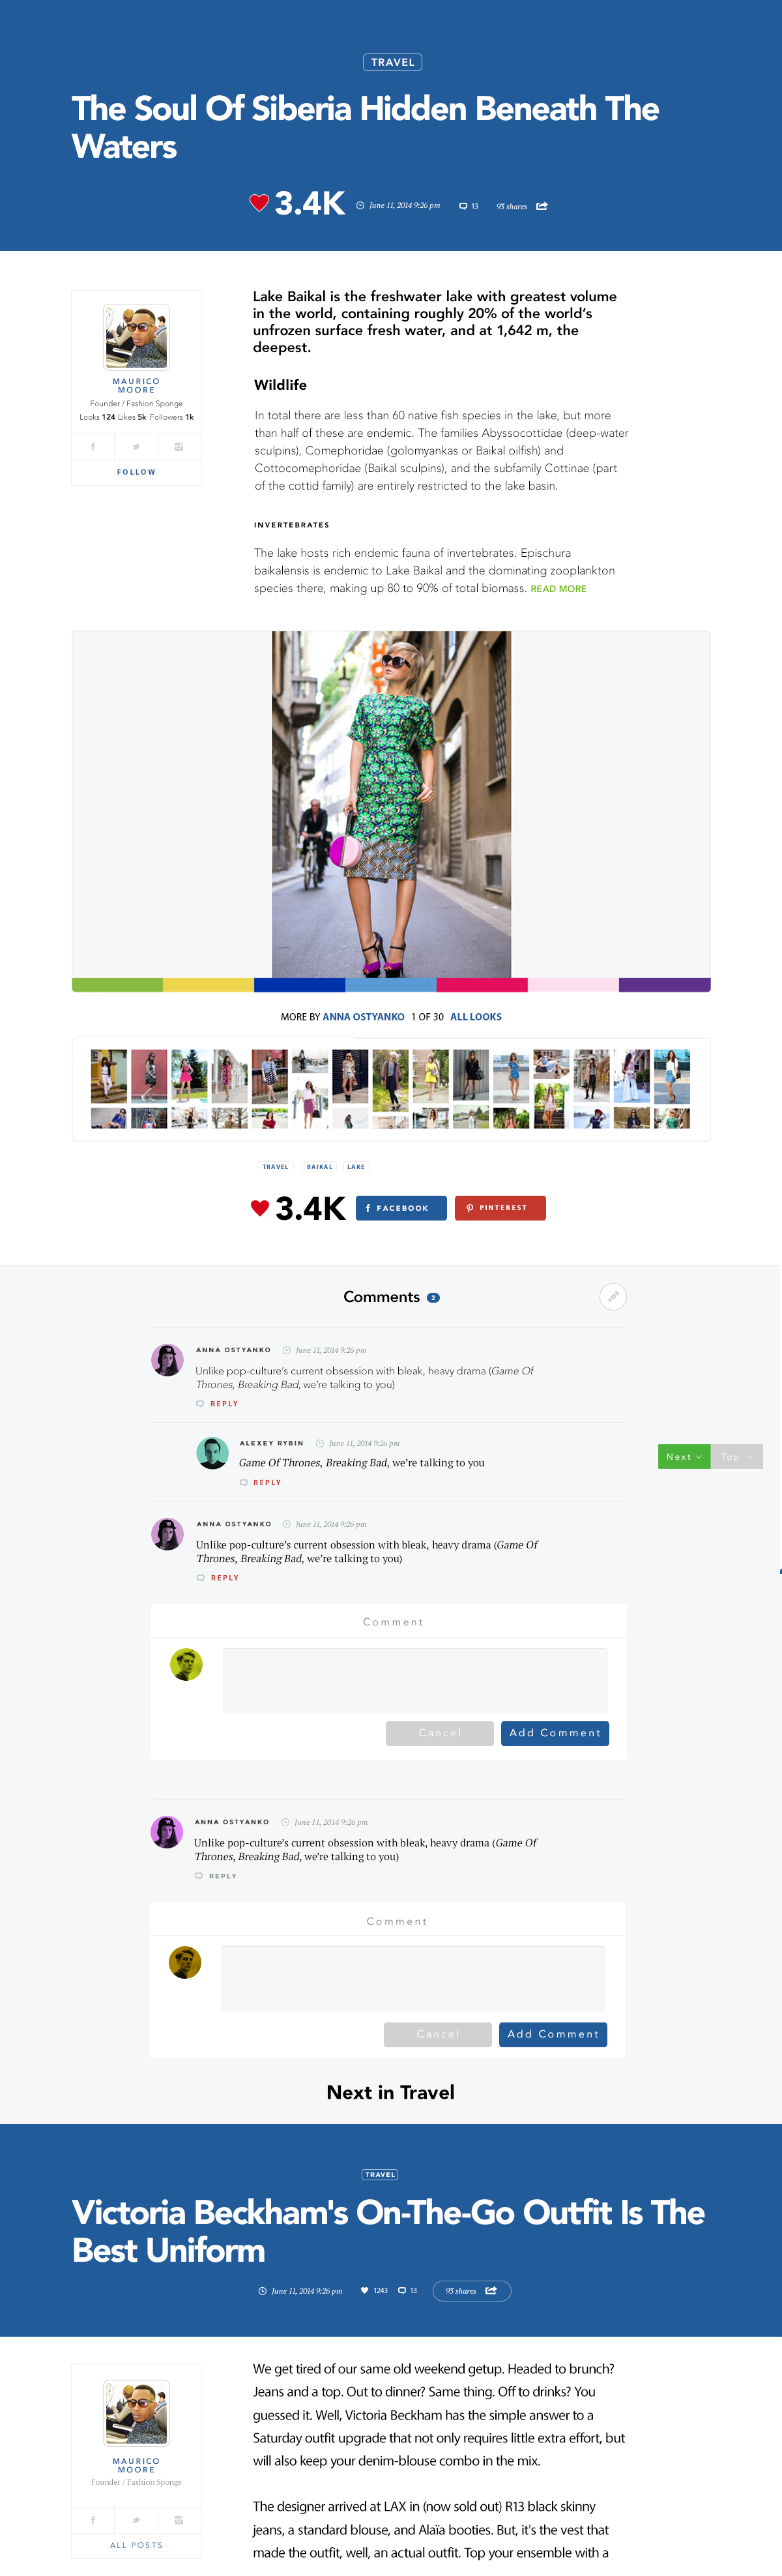 TRAVEL
The Soul Of Siberia Hidden Beneath The
Waters
3.4K June 11, 2014 9:26 pm 13 93 shares
MAURICO
MOORE
Founder / Fashion Sponge
Looks 124 Likes 5k Followers 1k
FOLLOW
Lake Baikal is the freshwater lake with greatest volume
in the world, containing roughly 20% of the world's
unfrozen surface fresh water, and at 1,642 m, the
deepest.
Wildlife
In total there are less than 60 native fish species in the lake, but more
than half of these are endemic. The families Abyssocottidae (deep-water
sculpins), Comephoridae (golomyankas or Baikal oilfish) and
Cottocomephoridae (Baikal sculpins), and the subfamily Cottinae (part
of the cottid family) are entirely restricted to the lake basin.
INVERTEBRATES
The lake hosts rich endemic fauna of invertebrates. Epischura
baikalensis is endemic to Lake Baikal and the dominating zooplankton
species there, making up 80 to 90% of total biomass. READ MORE
HOT
MORE BY ANNA OSTYANKO 1 OF 30 ALL LOOKS
TRAVEL BAIKAL LAKE
3.4K FACEBOOK PINTEREST
Comments 2
ANNA OSTYANKO June 11, 2014 9:26 pm
Unlike pop-culture's current obsession with bleak, heavy drama (Game Of
Thrones, Breaking Bad, we're talking to you)
REPLY
ALEXEY RYBIN June 11, 2014 9:26 pm
Game Of Thrones, Breaking Bad, we're talking to you
REPLY
Next Top
ANNA OSTYANKO June 11, 2014 9:26 pm
Unlike pop-culture's current obsession with bleak, heavy drama (Game Of
Thrones, Breaking Bad, we're talking to you)
REPLY
Comment
Cancel Add Comment
ANNA OSTYANKO June 11, 2014 9:26 pm
Unlike pop-culture's current obsession with bleak, heavy drama (Game Of
Thrones, Breaking Bad, we're talking to you)
REPLY
Comment
Cancel Add Comment
Next in Travel
TRAVEL
Victoria Beckham's On-The-Go Outfit Is The
Best Uniform
June 11, 2014 9:26 pm 1243 13 93 shares
MAURICO
MOORE
Founder / Fashion Sponge
ALL POSTS
We get tired of our same old weekend getup. Headed to brunch?
Jeans and a top. Out to dinner? Same thing. Off to drinks? You
guessed it. Well, Victoria Beckham has the simple answer to a
Saturday outfit upgrade that not only requires little extra effort, but
will also keep your denim-blouse combo in the mix.
The designer arrived at LAX in (now sold out) R13 black skinny
jeans, a standard blouse, and Alaïa booties. But, it's the vest that
made the outfit, well, an actual outfit. Top your ensemble with a